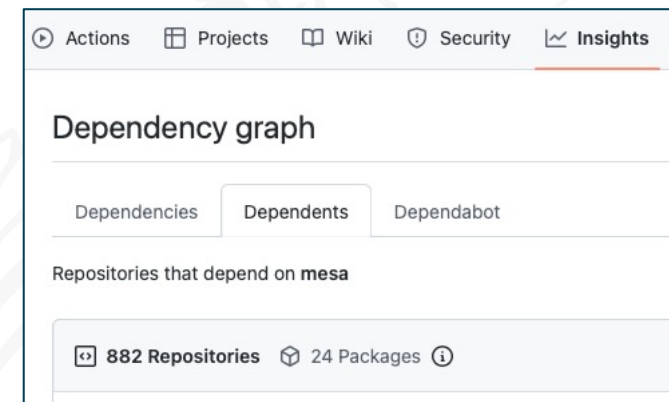 Actions Projects Wiki Security Insights
Dependency graph
Dependencies Dependents Dependabot
Repositories that depend on mesa
882 Repositories 24 Packages